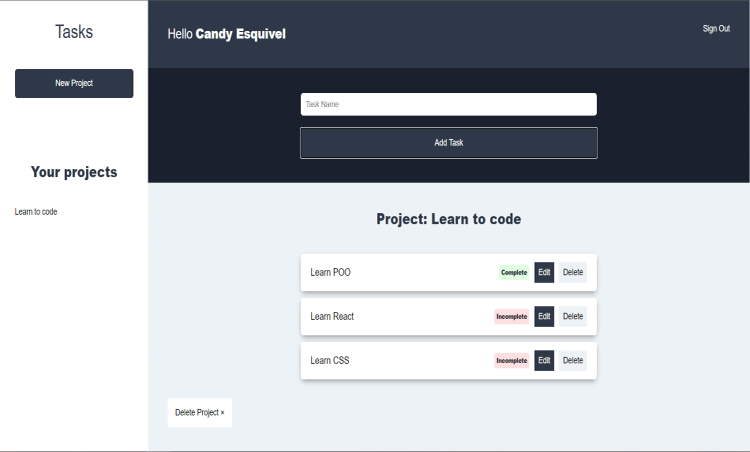 Tasks
New Project
Your projects
Learn to code
Hello Candy Esquivel
Sign Out
Task Name
Add Task
Project: Learn to code
Learn POO Complete Edit Delete
Learn React Incomplete Edit Delete
Learn CSS Incomplete Edit Delete
Delete Project ×